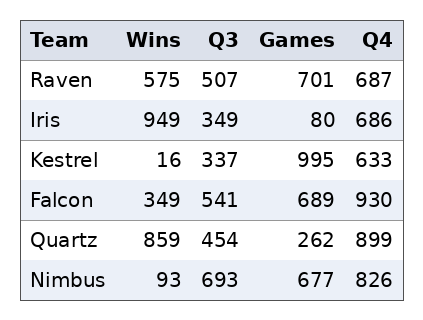 Team Wins Q3 Games Q4
Raven 575 507 701 687
Iris 949 349 80 686
Kestrel 16 337 995 633
Falcon 349 541 689 930
Quartz 859 454 262 899
Nimbus 93 693 677 826